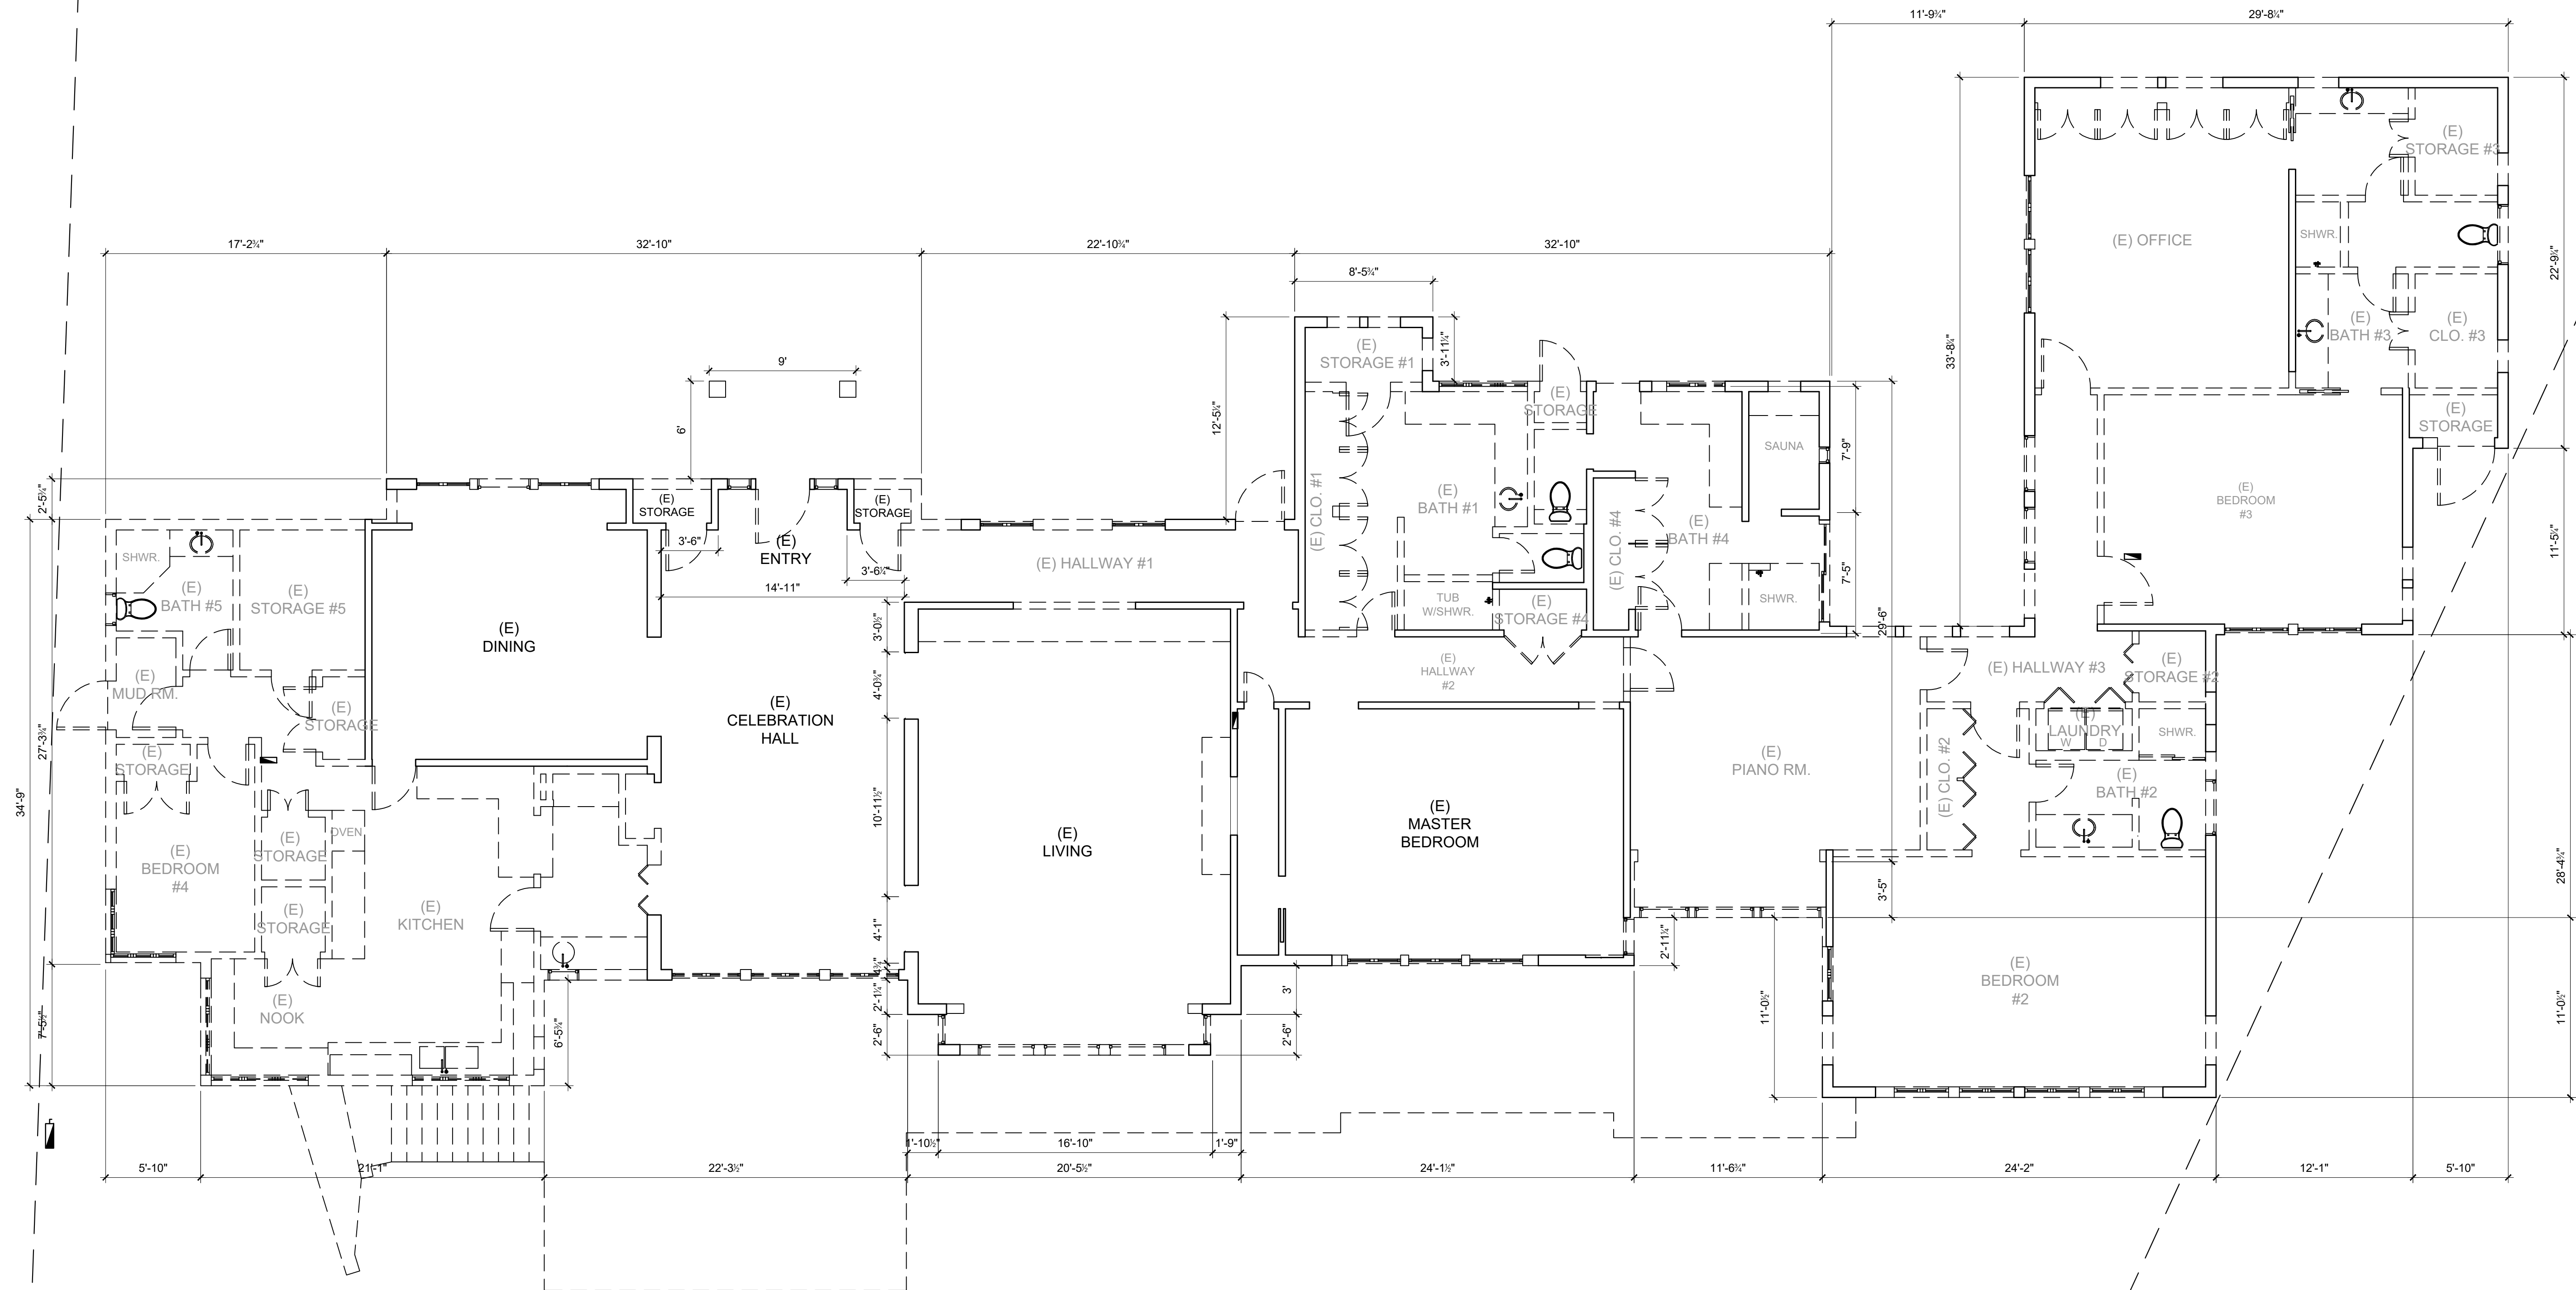 11'-9¾"
29'-8¼"
17'-2¾"
32'-10"
22'-10¾"
32'-10"
8'-5¾"
9'
6'
12'-5¼"
3'-11¼"
33'-8¼"
22'-9¼"
11'-5¼"
(E)
STORAGE #3
(E) OFFICE
SHWR.
(E)
BATH #3
(E)
CLO. #3
(E)
STORAGE
(E)
BEDROOM
#3
(E)
STORAGE #1
(E)
STORAGE
SAUNA
7'-9"
(E) CLO. #1
(E)
BATH #1
(E) CLO. #4
(E)
BATH #4
7'-5"
29'-6"
2'-5¾"
(E)
STORAGE
(E)
STORAGE
3'-6"
(E)
ENTRY
3'-6¼"
14'-11"
(E) HALLWAY #1
TUB
W/SHWR.
(E)
STORAGE #4
SHWR.
SHWR.
(E)
BATH #5
(E)
STORAGE #5
(E)
DINING
3'-0½"
4'-0¾"
(E)
HALLWAY
#2
(E) HALLWAY #3
(E)
STORAGE #2
(E)
MUD RM.
(E)
STORAGE
(E)
CELEBRATION
HALL
27'-3¾"
34'-9"
(E)
STORAGE
(E)
LAUNDRY
W
D
SHWR.
(E)
PIANO RM.
(E) CLO. #2
(E)
BATH #2
10'-11½"
OVEN
(E)
STORAGE
(E)
BEDROOM
#4
(E)
LIVING
(E)
MASTER
BEDROOM
28'-4¾"
3'-5"
(E)
STORAGE
(E)
KITCHEN
4'-1"
4¾"
2'-11¼"
(E)
NOOK
2'-1¼"
3'
(E)
BEDROOM
#2
11'-0½"
11'-0½"
7'-5½"
6'-5¾"
2'-6"
2'-6"
1'-10½"
16'-10"
1'-9"
5'-10"
21'-1"
22'-3½"
20'-5½"
24'-1½"
11'-6¾"
24'-2"
12'-1"
5'-10"